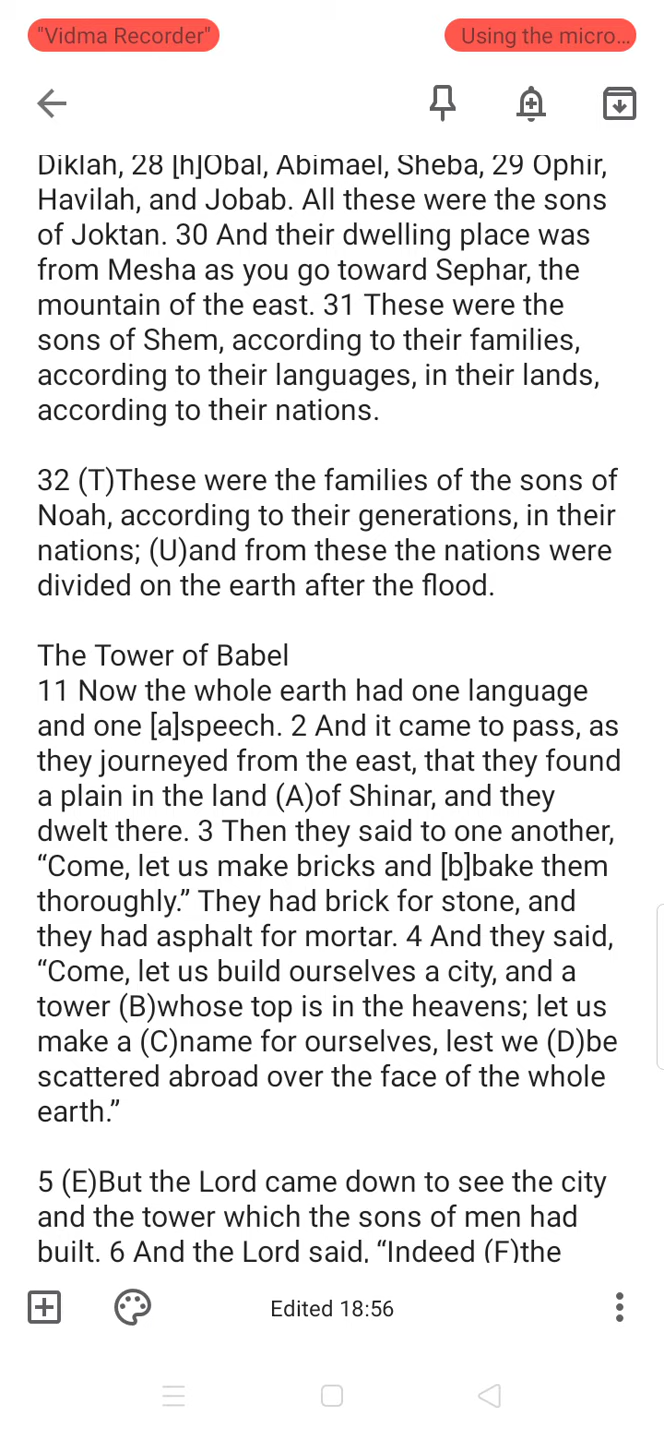 "Vidma Recorder"
Using the micro...
Diklah, 28 [h]Obal, Abimael, Sheba, 29 Ophir,
Havilah, and Jobab. All these were the sons
of Joktan. 30 And their dwelling place was
from Mesha as you go toward Sephar, the
mountain of the east. 31 These were the
sons of Shem, according to their families,
according to their languages, in their lands,
according to their nations.
32 (T)These were the families of the sons of
Noah, according to their generations, in their
nations; (U)and from these the nations were
divided on the earth after the flood.
The Tower of Babel
11 Now the whole earth had one language
and one [a]speech. 2 And it came to pass, as
they journeyed from the east, that they found
a plain in the land (A)of Shinar, and they
dwelt there. 3 Then they said to one another,
“Come, let us make bricks and [b]bake them
thoroughly.” They had brick for stone, and
they had asphalt for mortar. 4 And they said,
“Come, let us build ourselves a city, and a
tower (B)whose top is in the heavens; let us
make a (C)name for ourselves, lest we (D)be
scattered abroad over the face of the whole
earth.”
5 (E)But the Lord came down to see the city
and the tower which the sons of men had
built. 6 And the Lord said, “Indeed (F)the
Edited 18:56